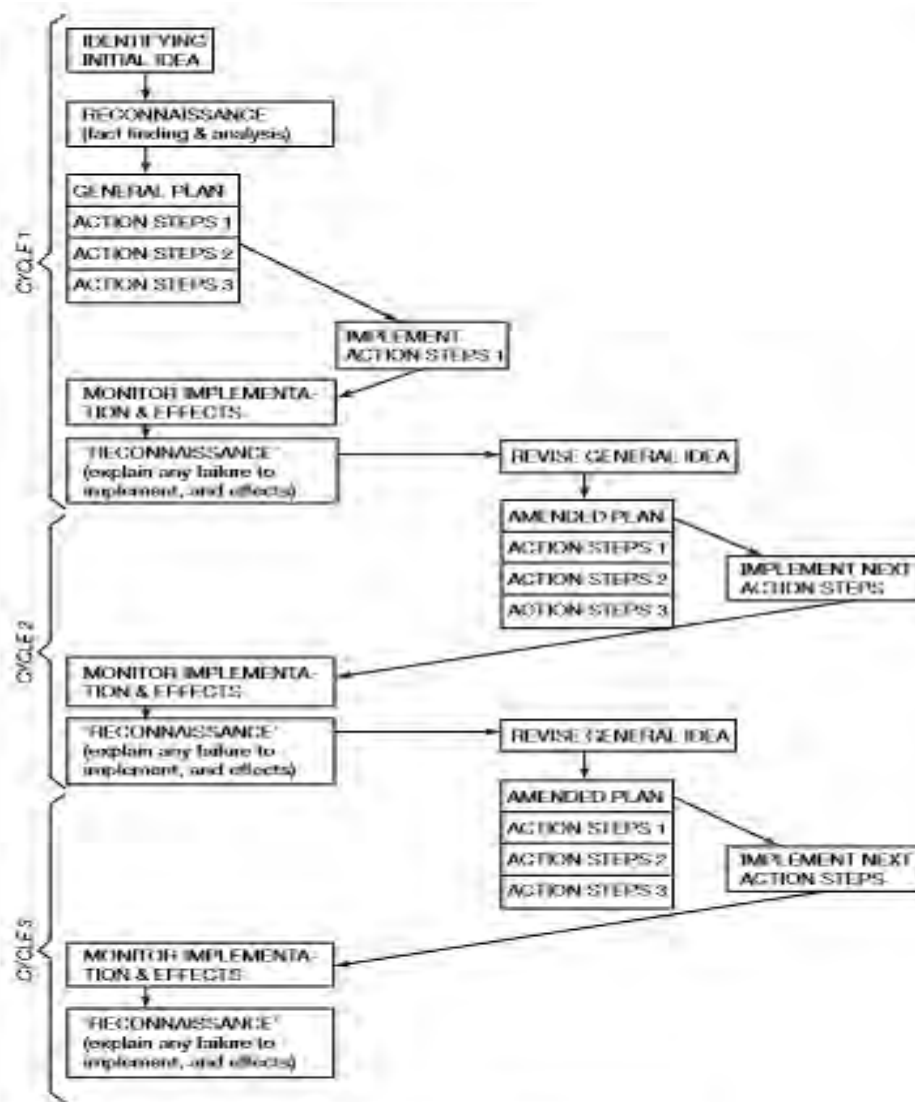 IDENTIFYING
INITIAL IDEA
RECONNAISSANCE
(fact finding & analysis)
GENERAL PLAN
ACTION STEPS 1
ACTION STEPS 2
ACTION STEPS 3
CYCLE 1
IMPLEMENT
ACTION STEPS 1
MONITOR IMPLEMENTA-
TION & EFFECTS
"RECONNAISSANCE"
(explain any failure to
implement, and effects)
REVISE GENERAL IDEA
AMENDED PLAN
ACTION STEPS 1
ACTION STEPS 2
ACTION STEPS 3
IMPLEMENT NEXT
ACTION STEPS
CYCLE 2
MONITOR IMPLEMENTA-
TION & EFFECTS
"RECONNAISSANCE"
(explain any failure to
implement, and effects)
REVISE GENERAL IDEA
AMENDED PLAN
ACTION STEPS 1
ACTION STEPS 2
ACTION STEPS 3
IMPLEMENT NEXT
ACTION STEPS
CYCLE 3
MONITOR IMPLEMENTA-
TION & EFFECTS
"RECONNAISSANCE"
(explain any failure to
implement, and effects)